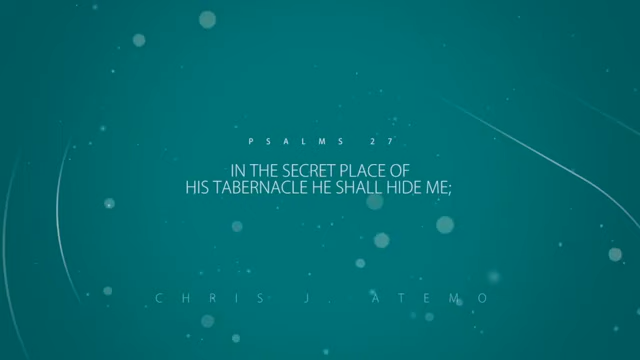 PSALMS 27
IN THE SECRET PLACE OF
HIS TABERNACLE HE SHALL HIDE ME;
CHRIS J. ATEMO